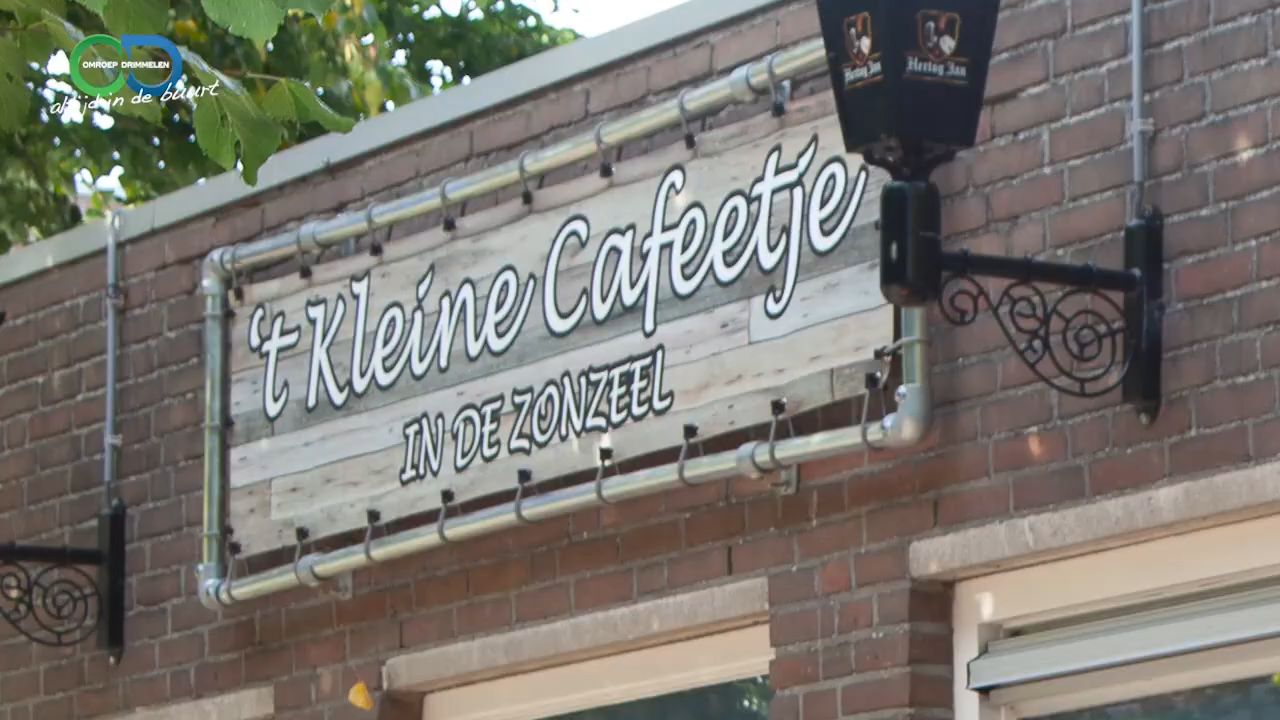 OMROEP DRIMMELEN
altijd in de buurt
Hertog Jan
Hertog Jan
't Kleine Cafeetje
IN DE ZONZEEL